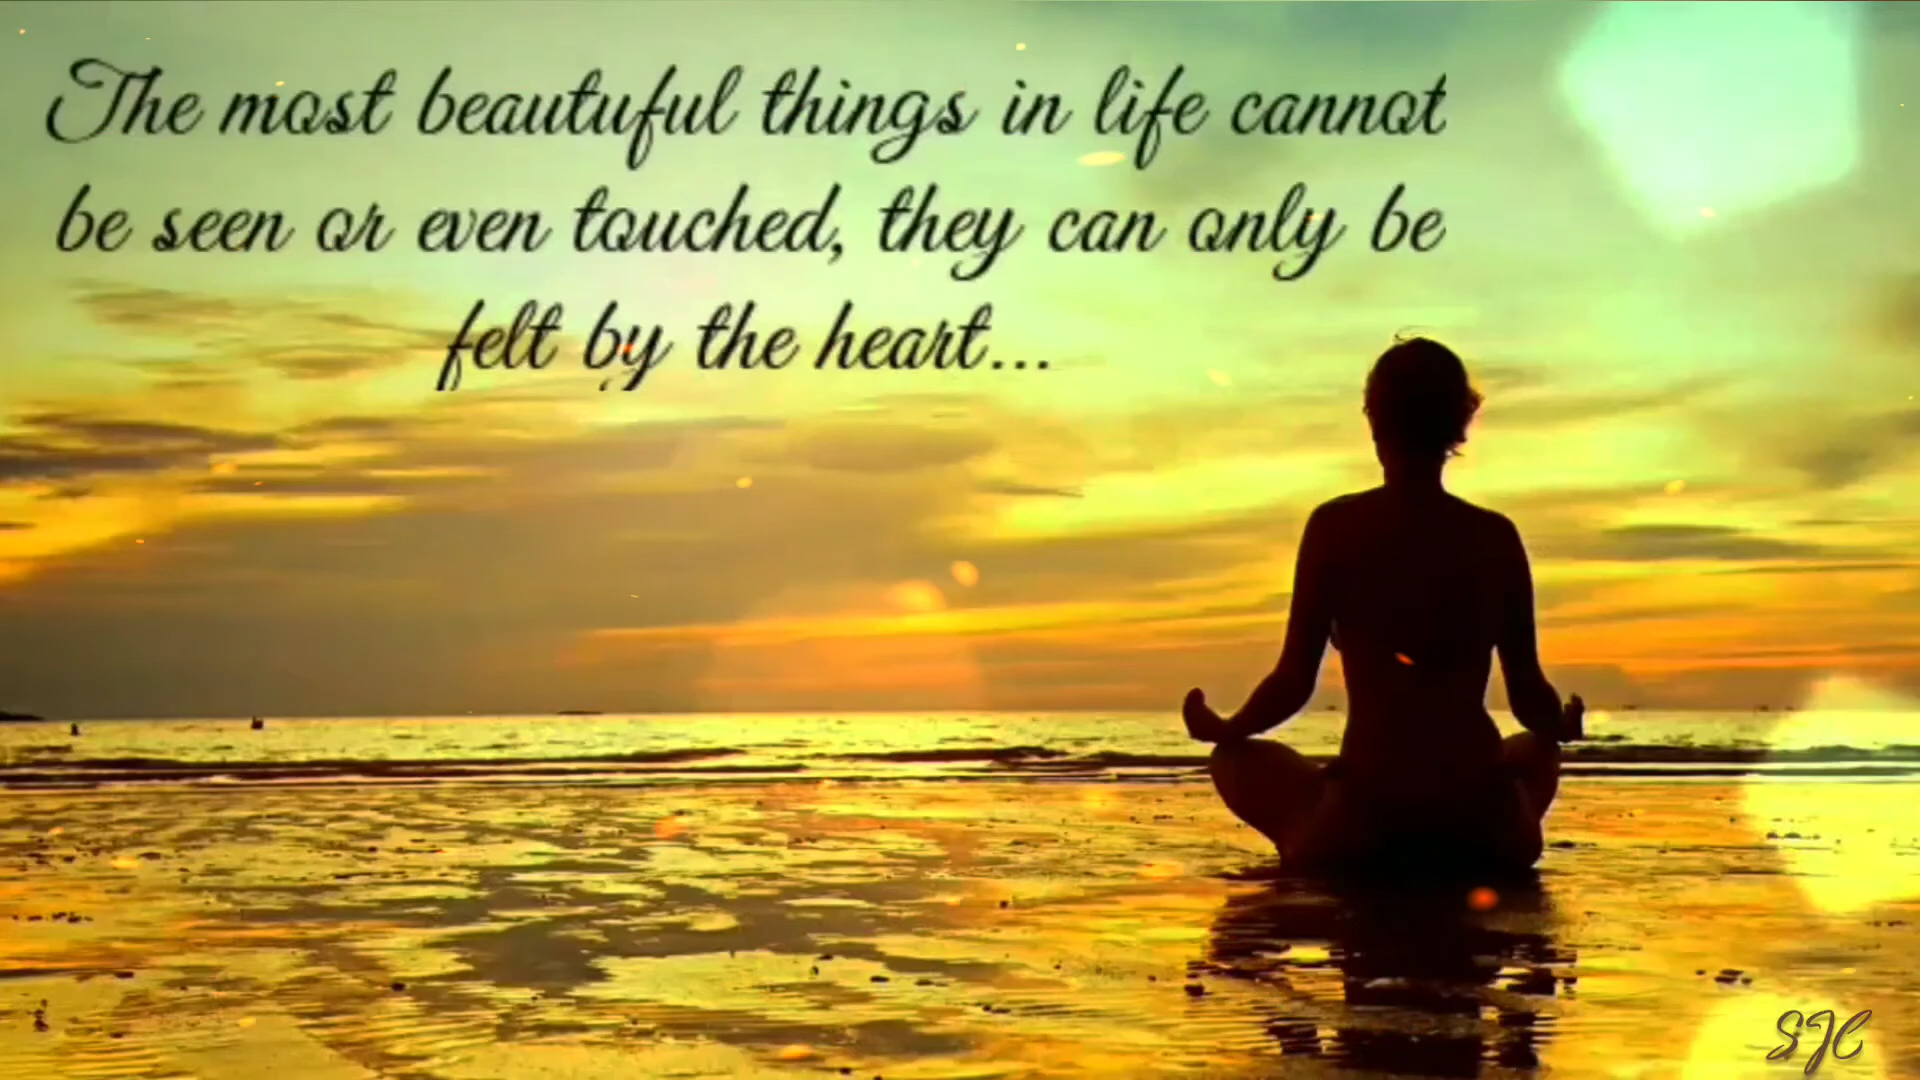 The most beautuful things in life cannot
be seen or even touched, they can only be
felt by the heart...
SJC